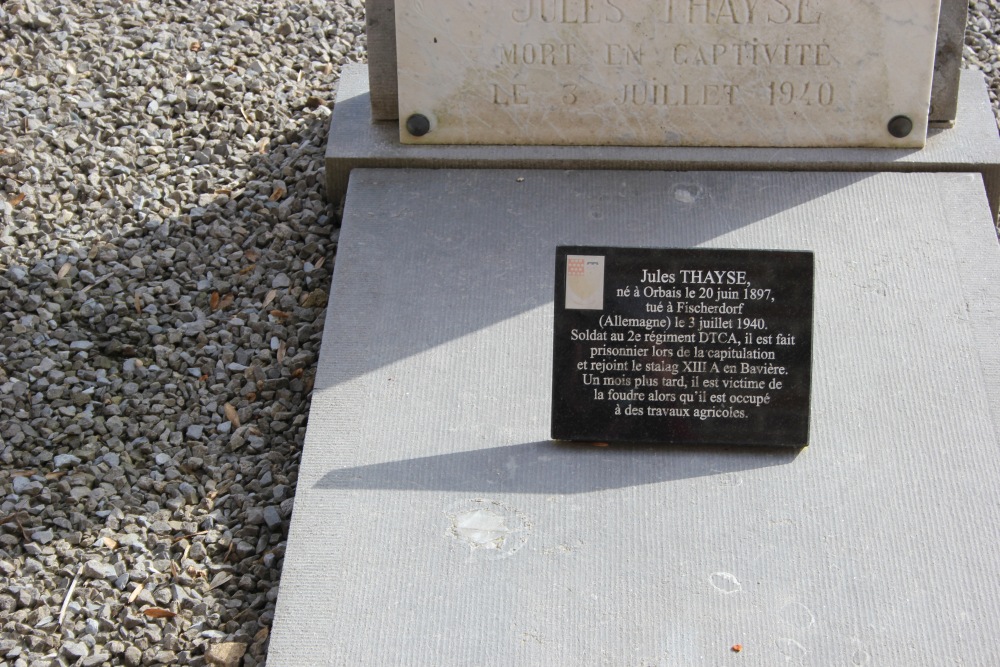 JULES THAYSE
MORT EN CAPTIVITÉ
LE 3 JUILLET 1940
Jules THAYSE,
né à Orbais le 20 juin 1897,
tué à Fischerdorf
(Allemagne) le 3 juillet 1940.
Soldat au 2e régiment DTCA, il est fait
prisonnier lors de la capitulation
et rejoint le stalag XIII A en Bavière.
Un mois plus tard, il est victime de
la foudre alors qu'il est occupé
à des travaux agricoles.